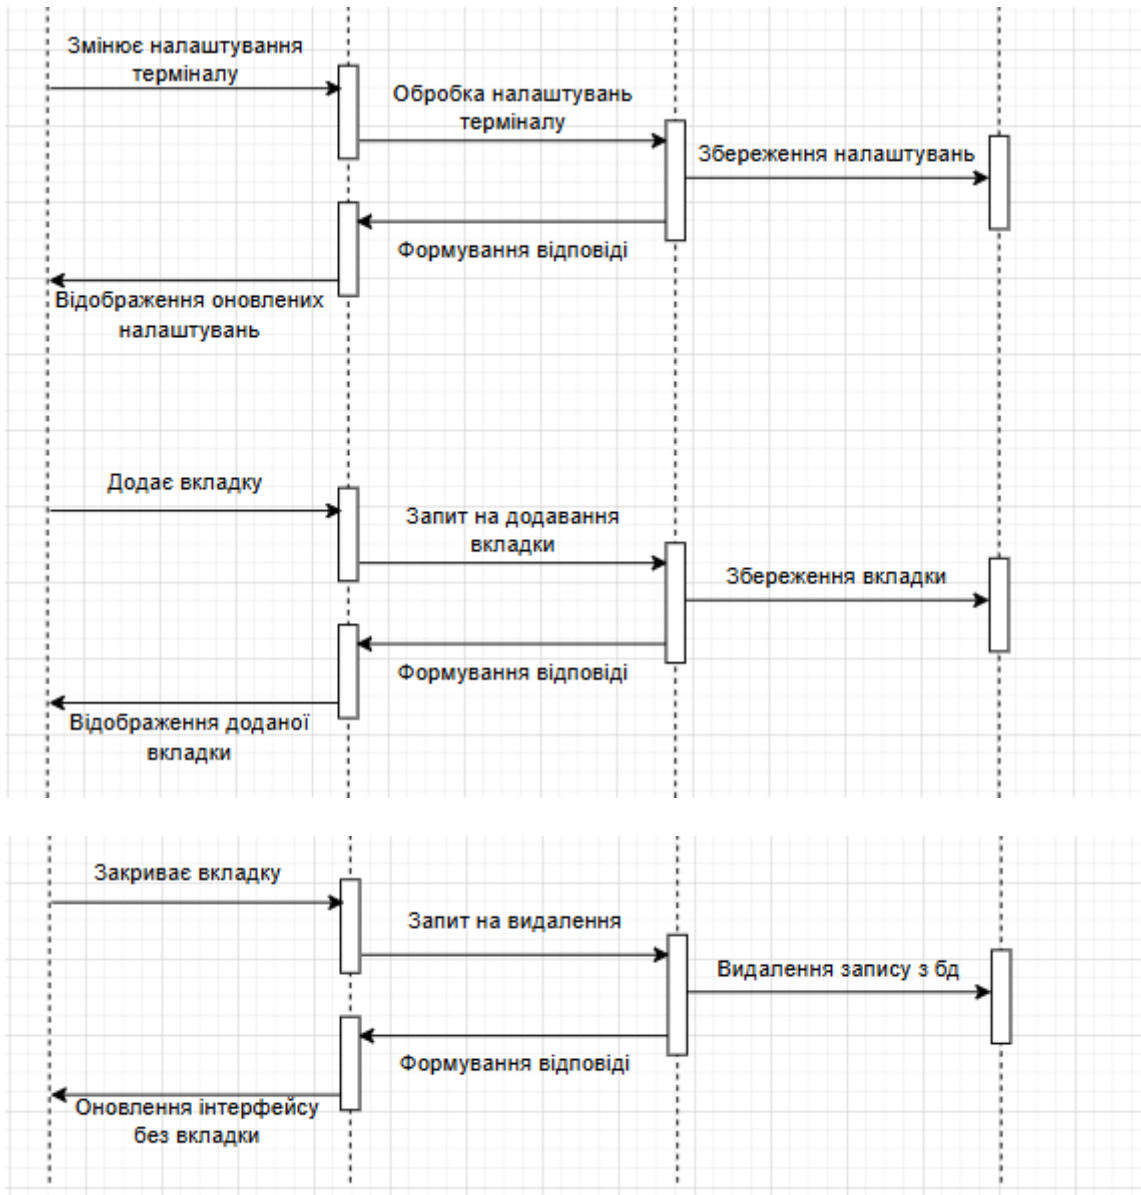 Змінює налаштування
терміналу
Обробка налаштувань
терміналу
Збереження налаштувань
Формування відповіді
Відображення оновлених
налаштувань
Додає вкладку
Запит на додавання
вкладки
Збереження вкладки
Формування відповіді
Відображення доданої
вкладки
Закриває вкладку
Запит на видалення
Видалення запису з бд
Формування відповіді
Оновлення інтерфейсу
без вкладки